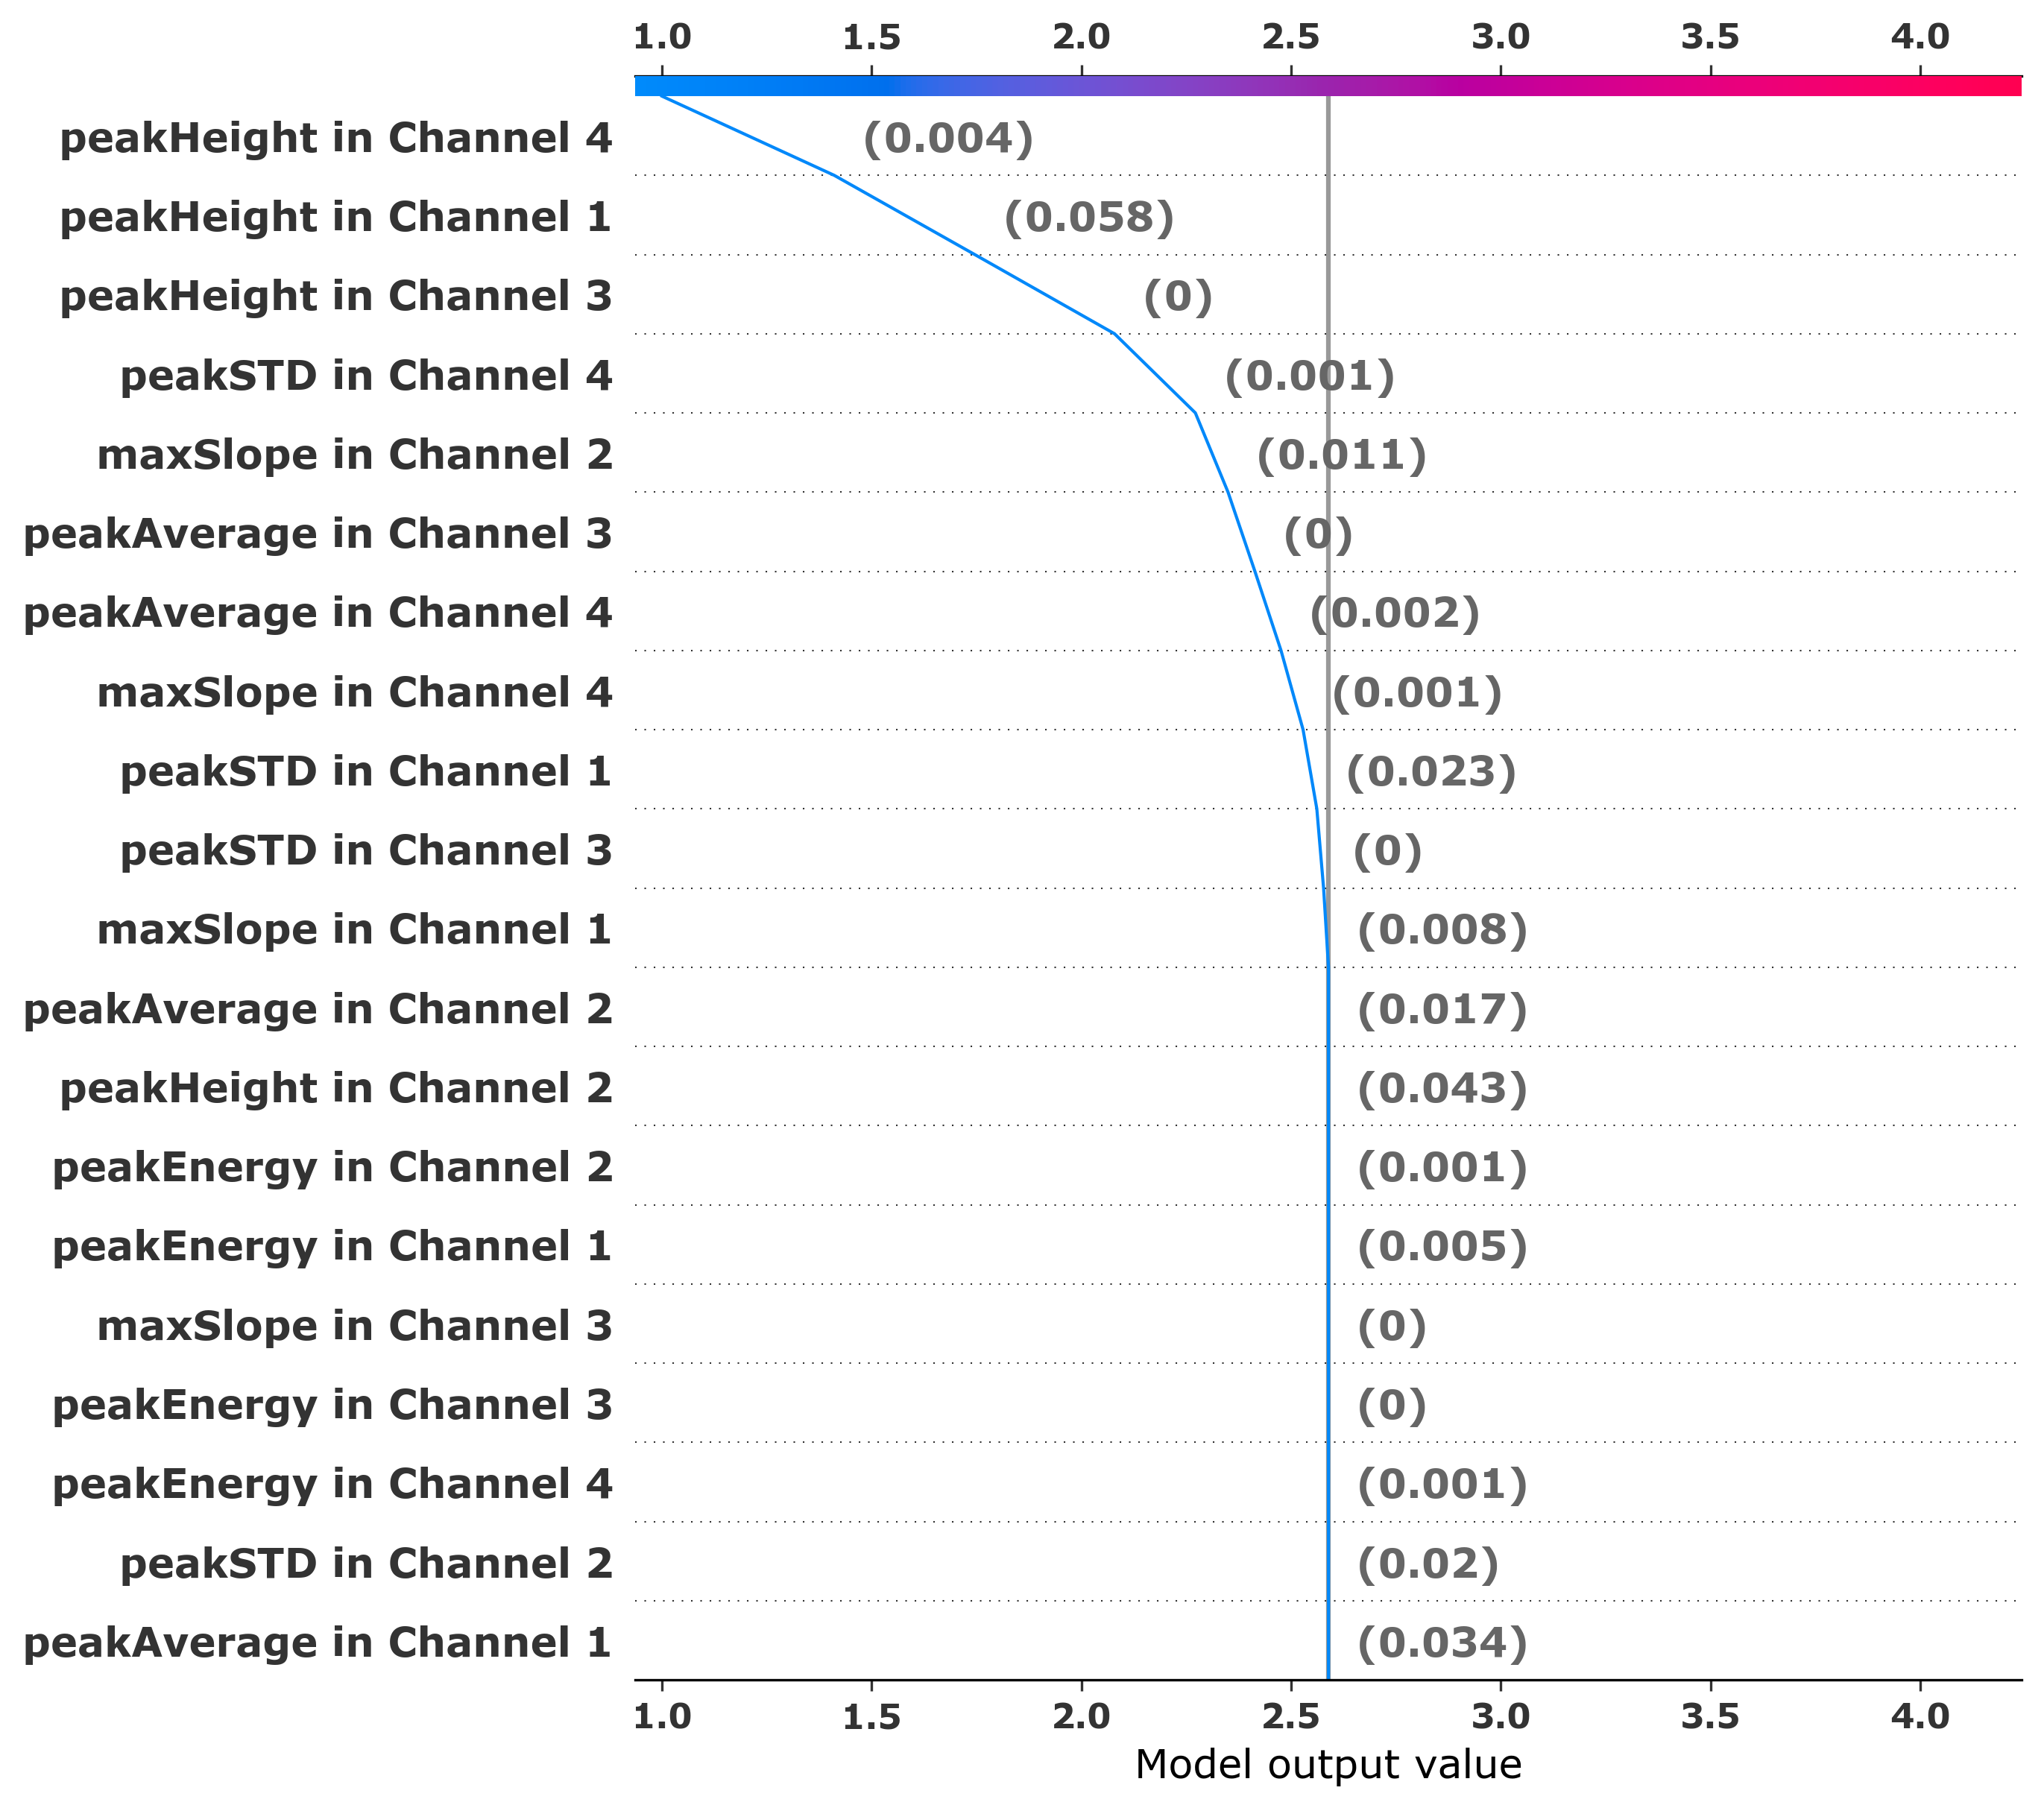 1.0 1.5 2.0 2.5 3.0 3.5 4.0
peakHeight in Channel 4 (0.004)
peakHeight in Channel 1 (0.058)
peakHeight in Channel 3 (0)
peakSTD in Channel 4 (0.001)
maxSlope in Channel 2 (0.011)
peakAverage in Channel 3 (0)
peakAverage in Channel 4 (0.002)
maxSlope in Channel 4 (0.001)
peakSTD in Channel 1 (0.023)
peakSTD in Channel 3 (0)
maxSlope in Channel 1 (0.008)
peakAverage in Channel 2 (0.017)
peakHeight in Channel 2 (0.043)
peakEnergy in Channel 2 (0.001)
peakEnergy in Channel 1 (0.005)
maxSlope in Channel 3 (0)
peakEnergy in Channel 3 (0)
peakEnergy in Channel 4 (0.001)
peakSTD in Channel 2 (0.02)
peakAverage in Channel 1 (0.034)
1.0 1.5 2.0 2.5 3.0 3.5 4.0
Model output value